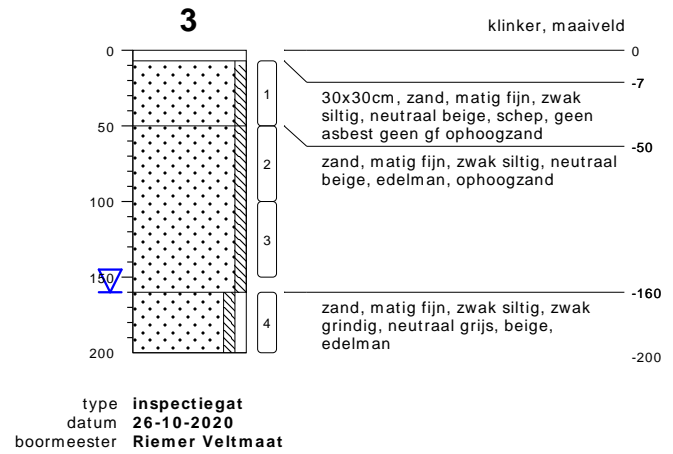 3
klinker, maaiveld
0
0
-7
1
30x30cm, zand, matig fijn, zwak
siltig, neutraal beige, schep, geen
asbest geen gf ophoogzand
50
-50
2
zand, matig fijn, zwak siltig, neutraal
beige, edelman, ophoogzand
100
3
150
-160
4
zand, matig fijn, zwak siltig, zwak
grindig, neutraal grijs, beige,
edelman
200
-200
type inspectiegat
datum 26-10-2020
boormeester Riemer Veltmaat